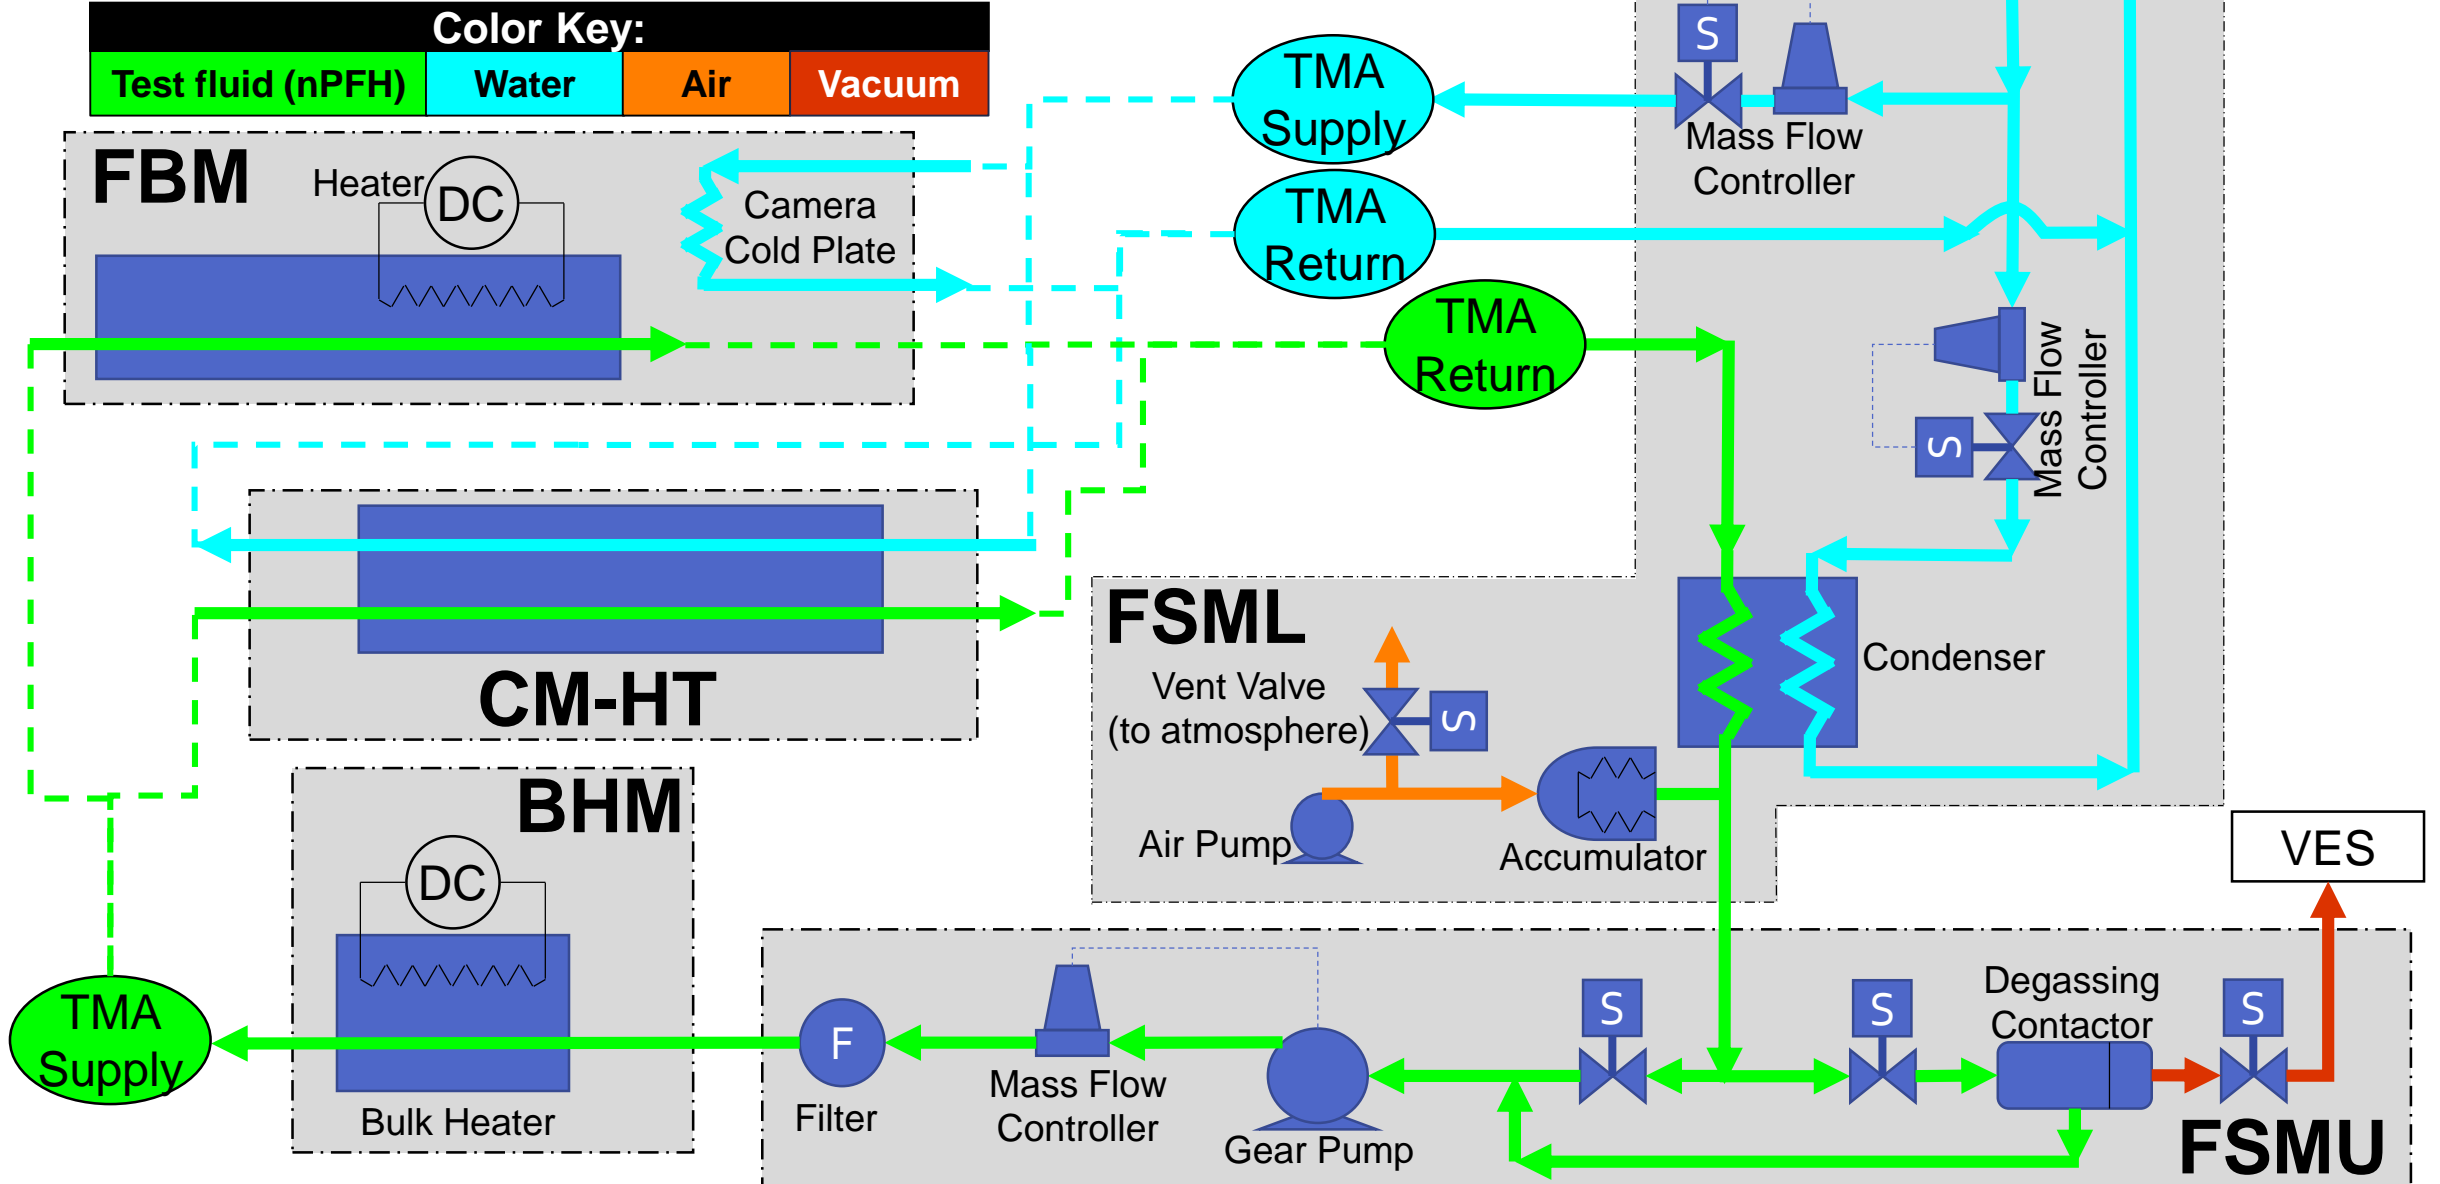 Color Key:
Test fluid (nPFH)
Water
Air
Vacuum
S
TMA
Supply
Mass Flow
Controller
FBM
Heater
DC
Camera
Cold Plate
TMA
Return
TMA
Return
Mass Flow
Controller
S
CM-HT
FSML
Vent Valve
(to atmosphere)
S
Condenser
Air Pump
Accumulator
BHM
DC
Bulk Heater
TMA
Supply
VES
F
Filter
Mass Flow
Controller
Gear Pump
S
S
Degassing
Contactor
S
FSMU